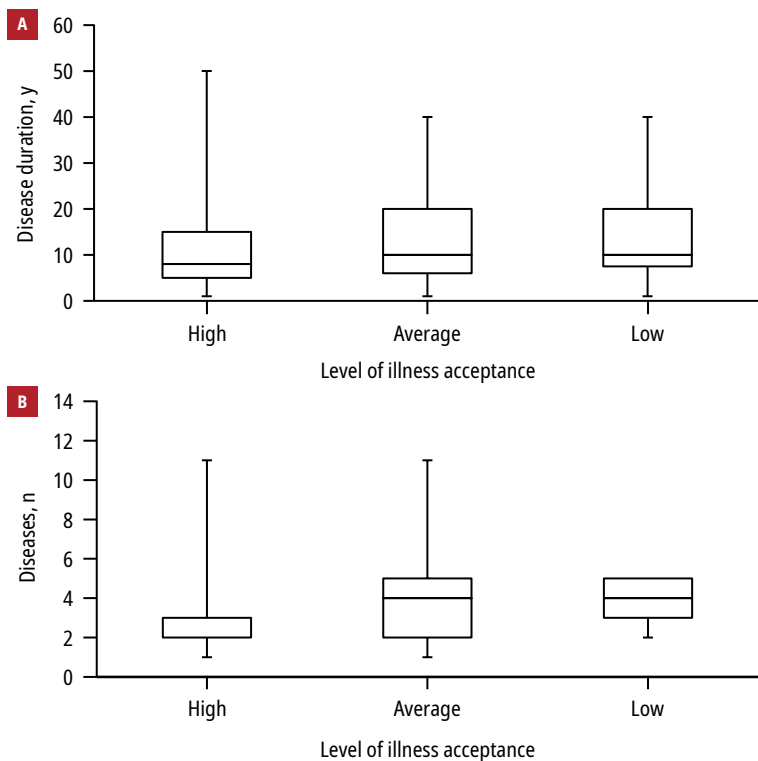 A
60
50
40
30
20
10
0
Disease duration, y
High Average Low
Level of illness acceptance
B
14
12
10
8
6
4
2
0
Diseases, n
High Average Low
Level of illness acceptance